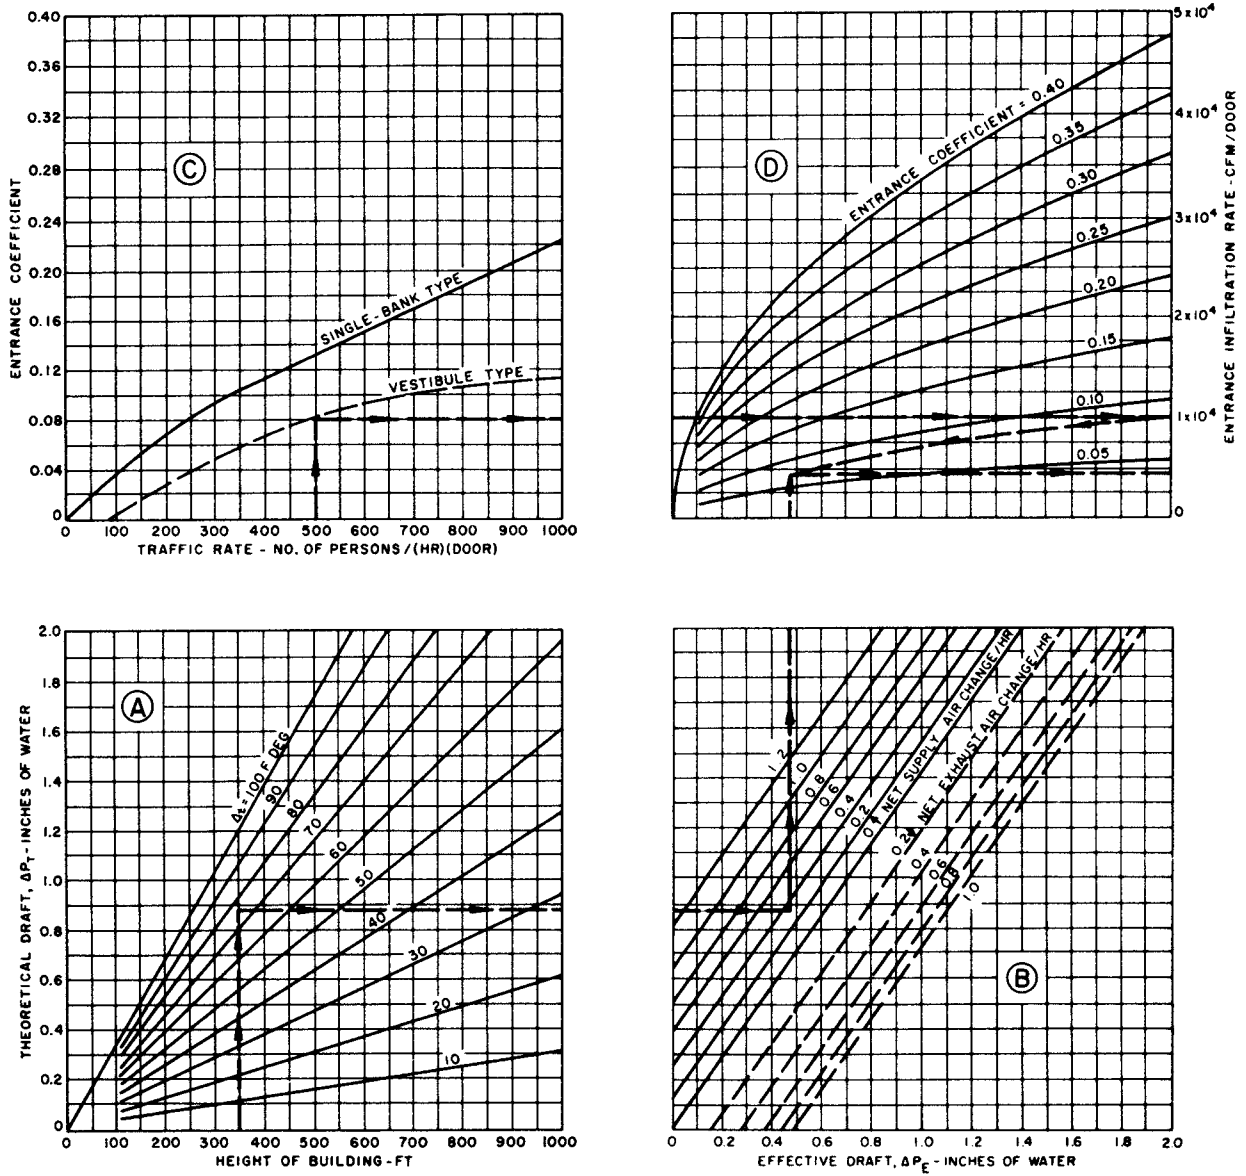 0.40
0.36
0.32
0.28
0.24
0.20
0.16
0.12
0.08
0.04
0
ENTRANCE COEFFICIENT
C
SINGLE-BANK TYPE
VESTIBULE TYPE
0 100 200 300 400 500 600 700 800 900 1000
TRAFFIC RATE - NO. OF PERSONS/(HR)(DOOR)
5x10⁴
4x10⁴
3x10⁴
2x10⁴
1x10⁴
0
ENTRANCE INFILTRATION RATE-CFM/DOOR
D
ENTRANCE COEFFICIENT = 0.40
0.35
0.30
0.25
0.20
0.15
0.10
0.05
2.0
1.8
1.6
1.4
1.2
1.0
0.8
0.6
0.4
0.2
0
THEORETICAL DRAFT, ΔP_T - INCHES OF WATER
A
Δt = 100 F DEG
90
80
70
60
50
40
30
20
10
0 100 200 300 400 500 600 700 800 900 1000
HEIGHT OF BUILDING-FT
B
1.2
1.0
0.8
0.6
0.4
0.2
0 NET SUPPLY AIR CHANGE/HR
0.2 NET EXHAUST AIR CHANGE/HR
0.4
0.6
0.8
1.0
0 0.2 0.4 0.6 0.8 1.0 1.2 1.4 1.6 1.8 2.0
EFFECTIVE DRAFT, ΔP_E - INCHES OF WATER